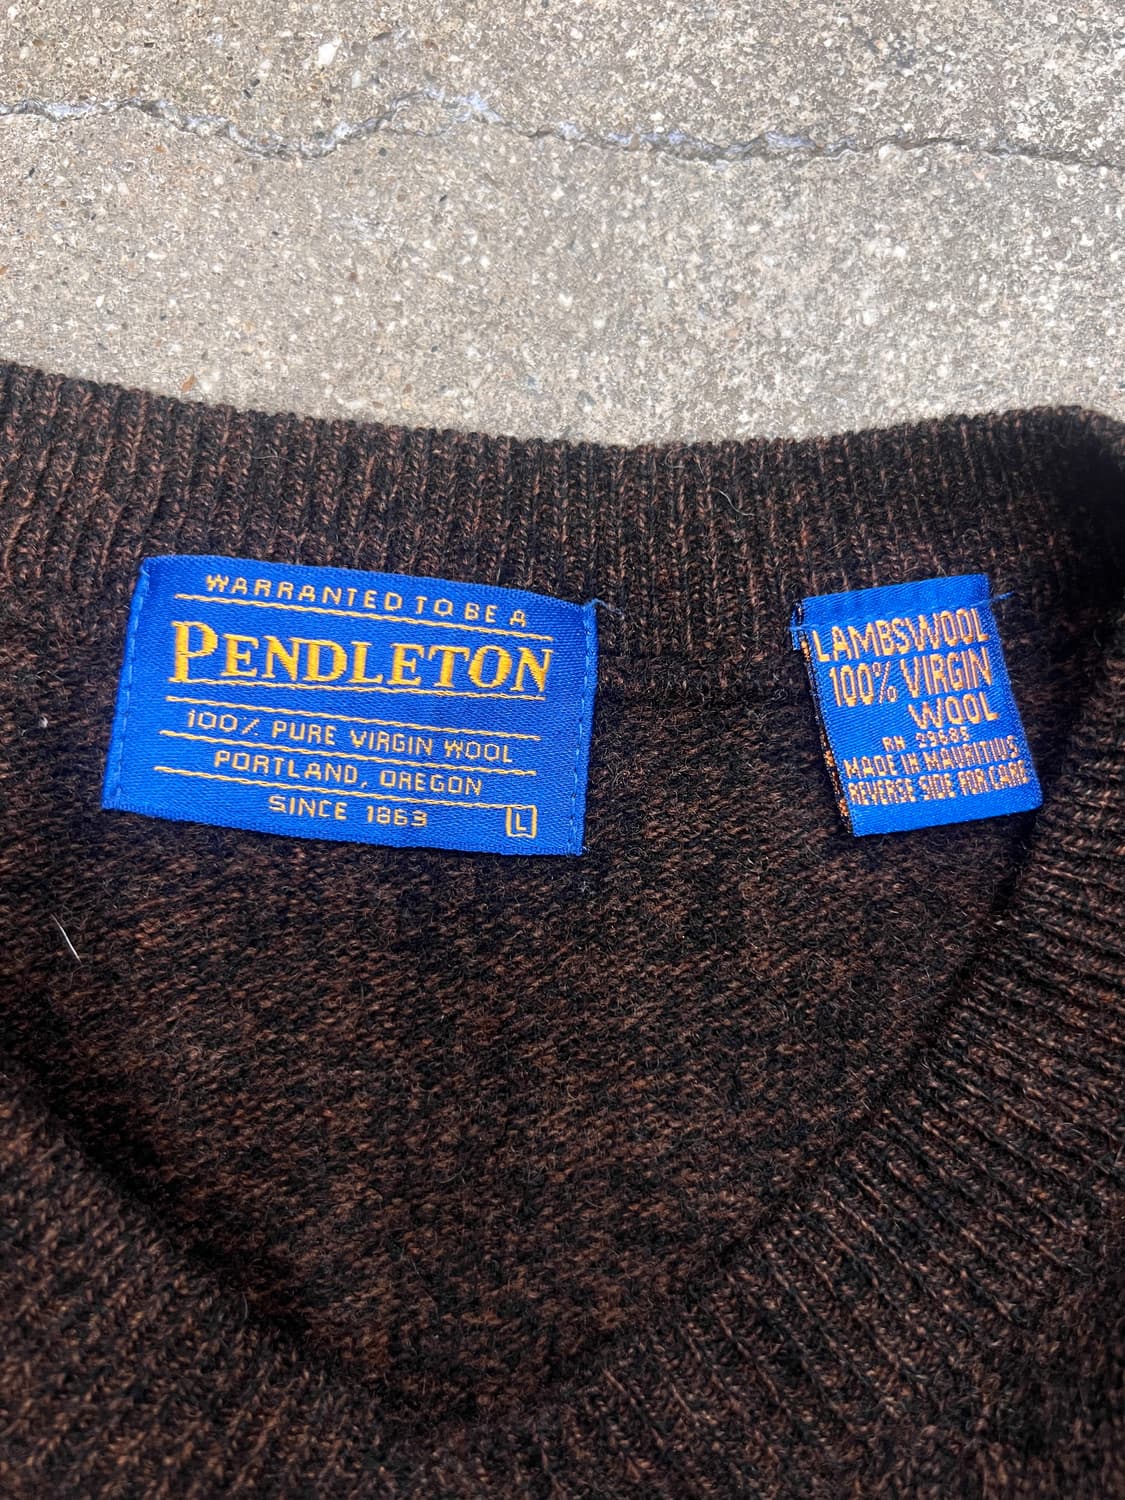 WARRANTED TO BE A
PENDLETON
100% PURE VIRGIN WOOL
PORTLAND, OREGON
SINCE 1863
L
LAMBSWOOL
100% VIRGIN
WOOL
RN 29685
MADE IN MAURITIUS
REVERSE SIDE FOR CARE